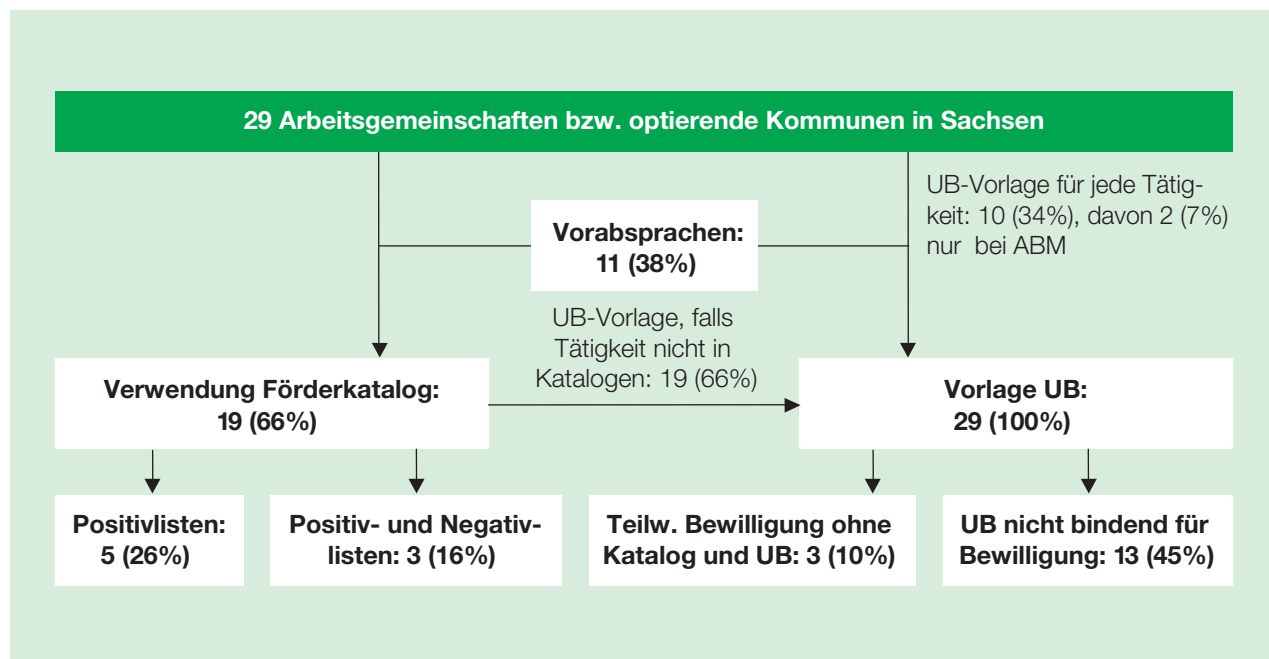 29 Arbeitsgemeinschaften bzw. optierende Kommunen in Sachsen
UB-Vorlage für jede Tätig-
keit: 10 (34%), davon 2 (7%)
nur bei ABM
Vorabsprachen:
11 (38%)
UB-Vorlage, falls
Tätigkeit nicht in
Katalogen: 19 (66%)
Verwendung Förderkatalog:
19 (66%)
Vorlage UB:
29 (100%)
Positivlisten:
5 (26%)
Positiv- und Negativ-
listen: 3 (16%)
Teilw. Bewilligung ohne
Katalog und UB: 3 (10%)
UB nicht bindend für
Bewilligung: 13 (45%)